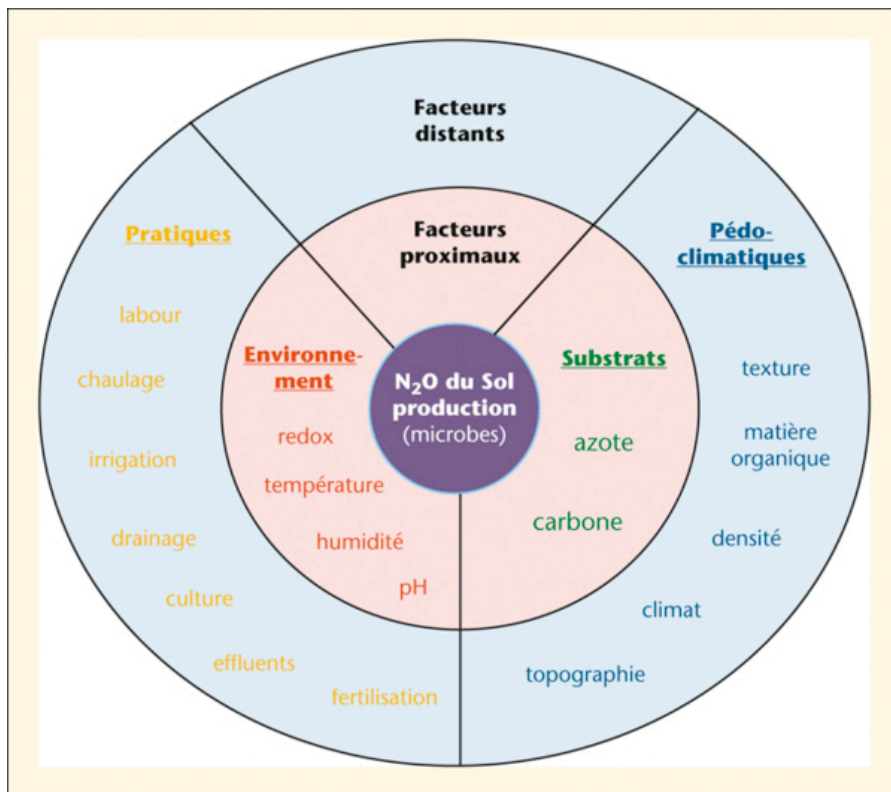 Facteurs
distants
Facteurs
proximaux
Pratiques
labour
chaulage
irrigation
drainage
culture
effluents
fertilisation
Environne-
ment
redox
température
humidité
pH
N₂O du Sol
production
(microbes)
Substrats
azote
carbone
Pédo-
climatiques
texture
matière
organique
densité
climat
topographie